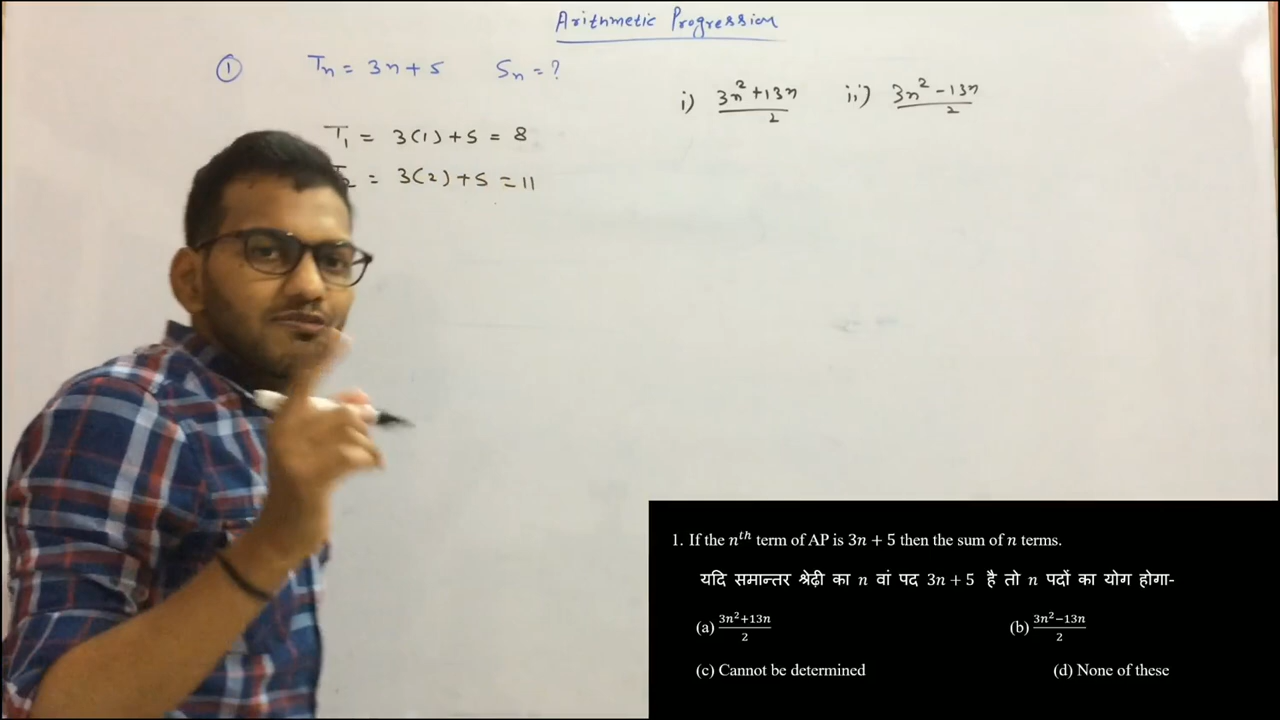 Arithmetic Progression
① Tn = 3n+5 Sn = ?
i) 3n²+13n/2 ii) 3n²-13n/2
T₁ = 3(1)+5 = 8
= 3(2)+5 = 11
1. If the nᵗʰ term of AP is 3n + 5 then the sum of n terms.
यदि समान्तर श्रेढ़ी का n वां पद 3n + 5 है तो n पदों का योग होगा-
(a) 3n²+13n/2 (b) 3n²−13n/2
(c) Cannot be determined (d) None of these